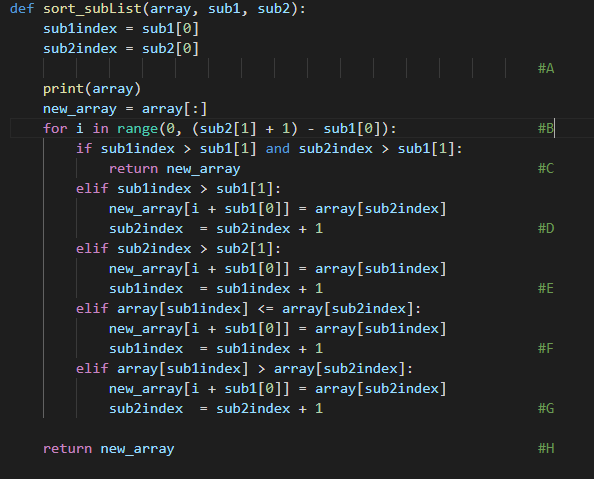 def sort_subList(array, sub1, sub2):
    sub1index = sub1[0]
    sub2index = sub2[0]
                                                            #A
    print(array)
    new_array = array[:]
    for i in range(0, (sub2[1] + 1) - sub1[0]):                 #B
        if sub1index > sub1[1] and sub2index > sub1[1]:
            return new_array                                    #C
        elif sub1index > sub1[1]:
            new_array[i + sub1[0]] = array[sub2index]
            sub2index  = sub2index + 1                          #D
        elif sub2index > sub2[1]:
            new_array[i + sub1[0]] = array[sub1index]
            sub1index  = sub1index + 1                          #E
        elif array[sub1index] <= array[sub2index]:
            new_array[i + sub1[0]] = array[sub1index]
            sub1index  = sub1index + 1                          #F
        elif array[sub1index] > array[sub2index]:
            new_array[i + sub1[0]] = array[sub2index]
            sub2index  = sub2index + 1                          #G
    return new_array                                            #H